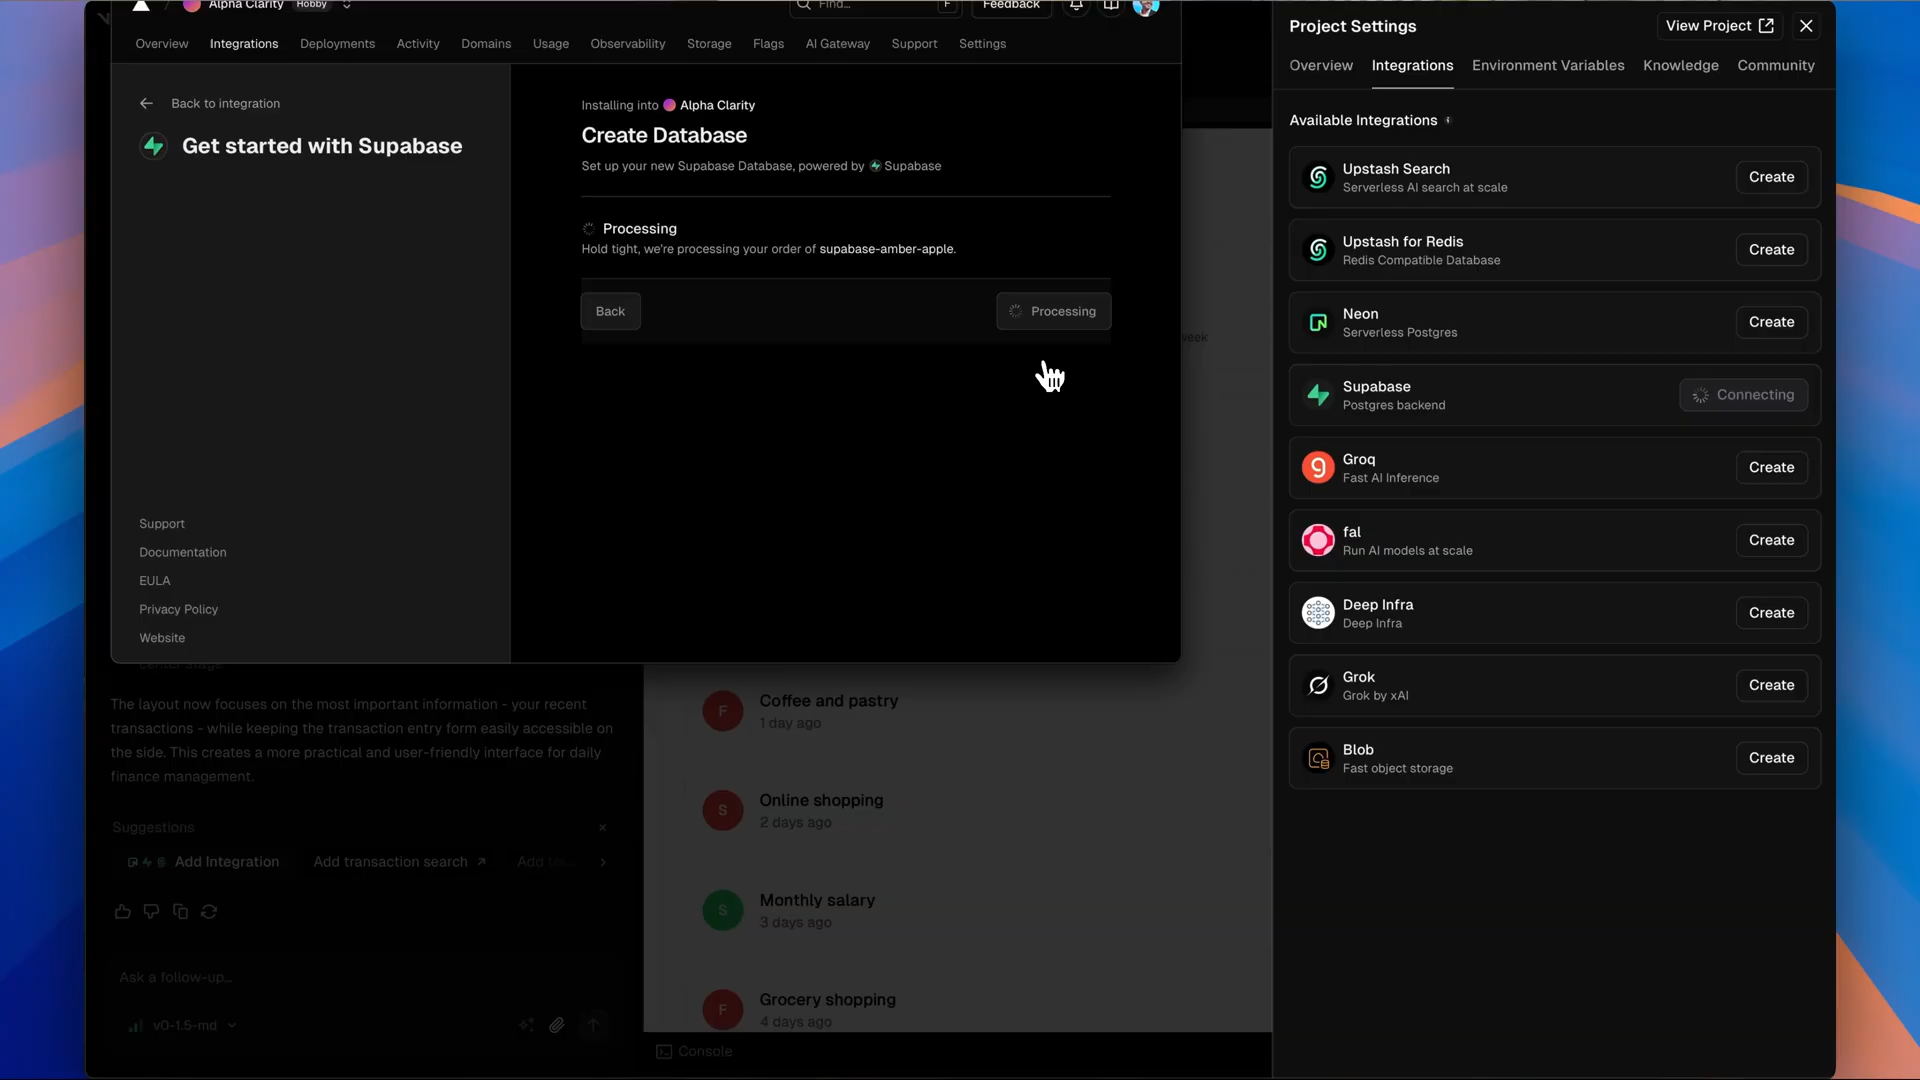 Alpha Clarity Hobby
Find... F
Feedback
Overview Integrations Deployments Activity Domains Usage Observability Storage Flags AI Gateway Support Settings
Back to integration
Get started with Supabase
Support
Documentation
EULA
Privacy Policy
Website
Installing into Alpha Clarity
Create Database
Set up your new Supabase Database, powered by Supabase
Processing
Hold tight, we're processing your order of supabase-amber-apple.
Back
Processing
week
center stage.
The layout now focuses on the most important information - your recent
transactions - while keeping the transaction entry form easily accessible on
the side. This creates a more practical and user-friendly interface for daily
finance management.
Suggestions
Add Integration Add transaction search Add
Ask a follow-up...
v0-1.5-md
F
Coffee and pastry
1 day ago
S
Online shopping
2 days ago
S
Monthly salary
3 days ago
F
Grocery shopping
4 days ago
Console
Project Settings
View Project
Overview Integrations Environment Variables Knowledge Community
Available Integrations
Upstash Search
Serverless AI search at scale
Create
Upstash for Redis
Redis Compatible Database
Create
Neon
Serverless Postgres
Create
Supabase
Postgres backend
Connecting
Groq
Fast AI Inference
Create
fal
Run AI models at scale
Create
Deep Infra
Deep Infra
Create
Grok
Grok by xAI
Create
Blob
Fast object storage
Create